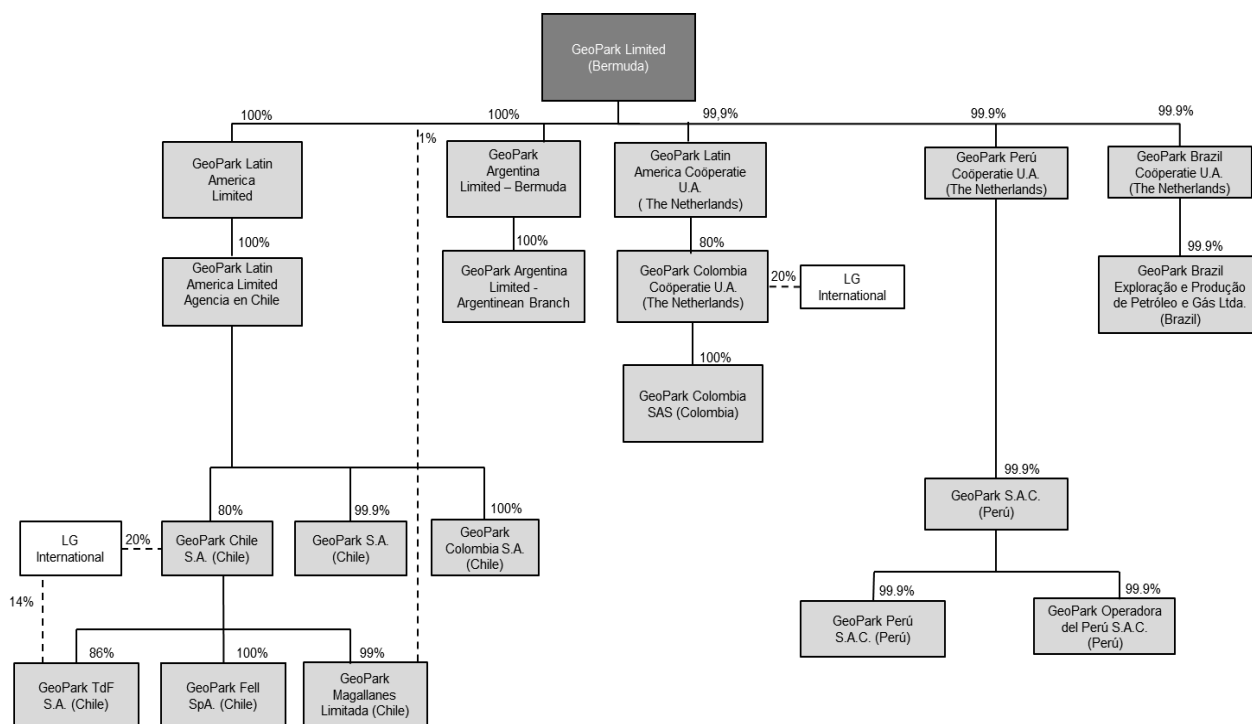 GeoPark Limited
(Bermuda)
100%
100%
99,9%
99.9%
99.9%
1%
GeoPark Latin
America
Limited
GeoPark
Argentina
Limited – Bermuda
GeoPark Latin
America Coöperatie
U.A.
( The Netherlands)
GeoPark Perú
Coöperatie U.A.
(The Netherlands)
GeoPark Brazil
Coöperatie U.A.
(The Netherlands)
100%
100%
80%
99.9%
GeoPark Latin
America Limited
Agencia en Chile
GeoPark Argentina
Limited -
Argentinean Branch
GeoPark Colombia
Coöperatie U.A.
(The Netherlands)
20%
LG
International
GeoPark Brazil
Exploração e Produção
de Petróleo e Gás Ltda.
(Brazil)
100%
GeoPark Colombia
SAS (Colombia)
99.9%
GeoPark S.A.C.
(Perú)
80%
99.9%
100%
LG
International
20%
GeoPark Chile
S.A. (Chile)
GeoPark S.A.
(Chile)
GeoPark
Colombia S.A.
(Chile)
14%
99.9%
99.9%
GeoPark Perú
S.A.C. (Perú)
GeoPark Operadora
del Perú S.A.C.
(Perú)
86%
100%
99%
GeoPark TdF
S.A. (Chile)
GeoPark Fell
SpA. (Chile)
GeoPark
Magallanes
Limitada (Chile)